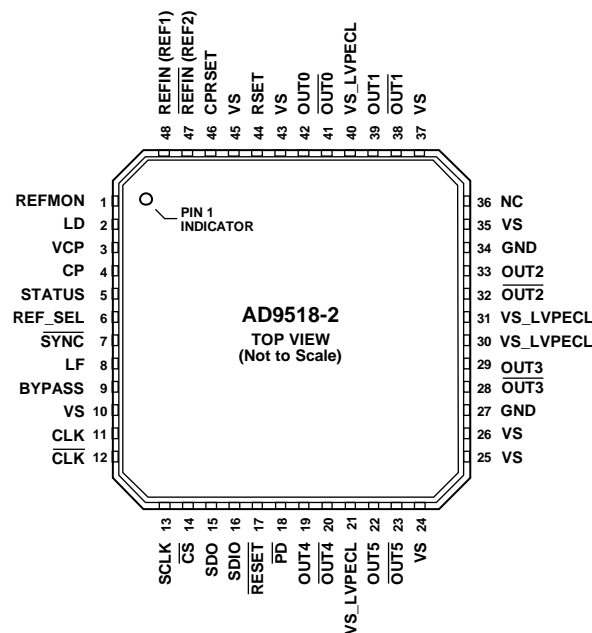 48 REFIN (REF1)
47 REFIN (REF2)
46 CPRSET
45 VS
44 RSET
43 VS
42 OUT0
41 OUT0
40 VS_LVPECL
39 OUT1
38 OUT1
37 VS
REFMON 1
LD 2
VCP 3
CP 4
STATUS 5
REF_SEL 6
SYNC 7
LF 8
BYPASS 9
VS 10
CLK 11
CLK 12
PIN 1
INDICATOR
AD9518-2
TOP VIEW
(Not to Scale)
36 NC
35 VS
34 GND
33 OUT2
32 OUT2
31 VS_LVPECL
30 VS_LVPECL
29 OUT3
28 OUT3
27 GND
26 VS
25 VS
SCLK 13
CS 14
SDO 15
SDIO 16
RESET 17
PD 18
OUT4 19
OUT4 20
VS_LVPECL 21
OUT5 22
OUT5 23
VS 24